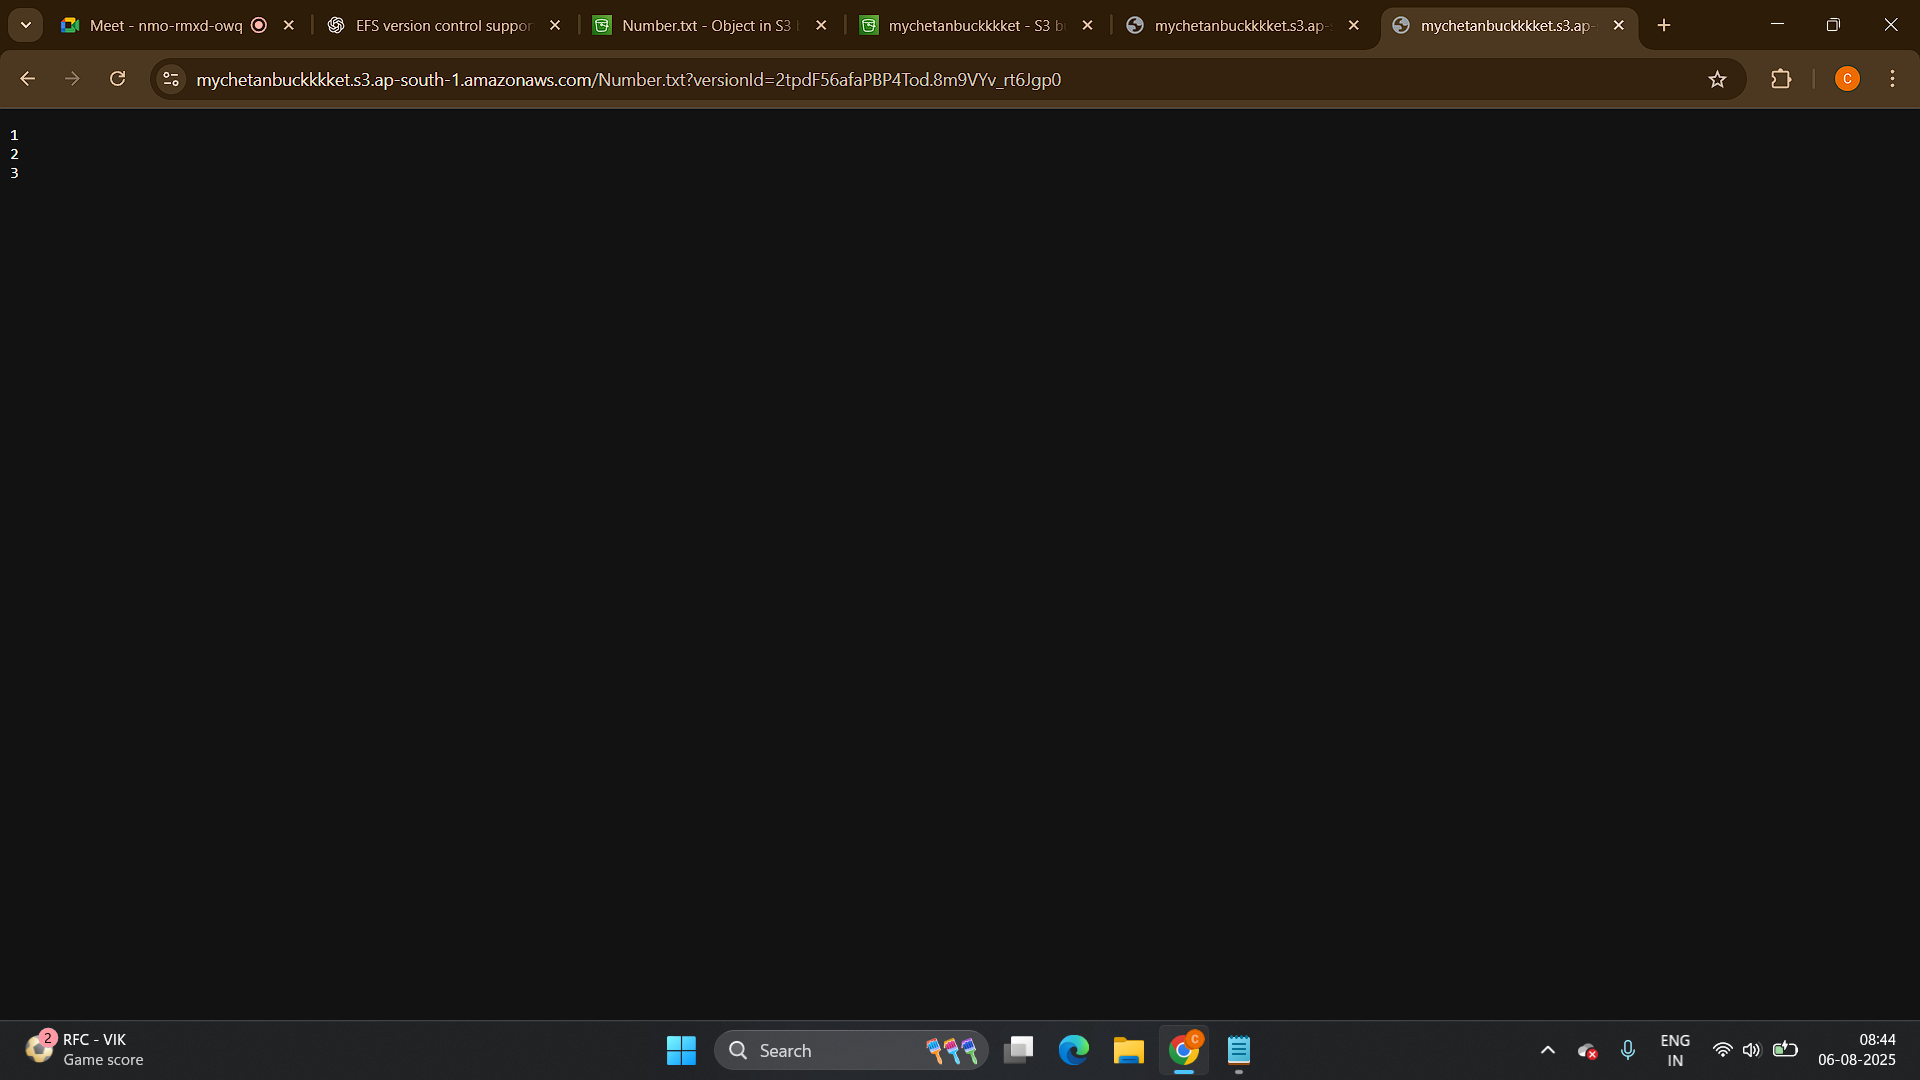 Meet - nmo-rmxd-owq
EFS version control suppor
Number.txt - Object in S3
mychetanbuckkkket - S3 b
mychetanbuckkkket.s3.ap-
mychetanbuckkkket.s3.ap-
mychetanbuckkkket.s3.ap-south-1.amazonaws.com/Number.txt?versionId=2tpdF56afaPBP4Tod.8m9VYv_rt6Jgp0
C
1
2
3
2
RFC - VIK
Game score
Search
C
ENG
IN
08:44
06-08-2025